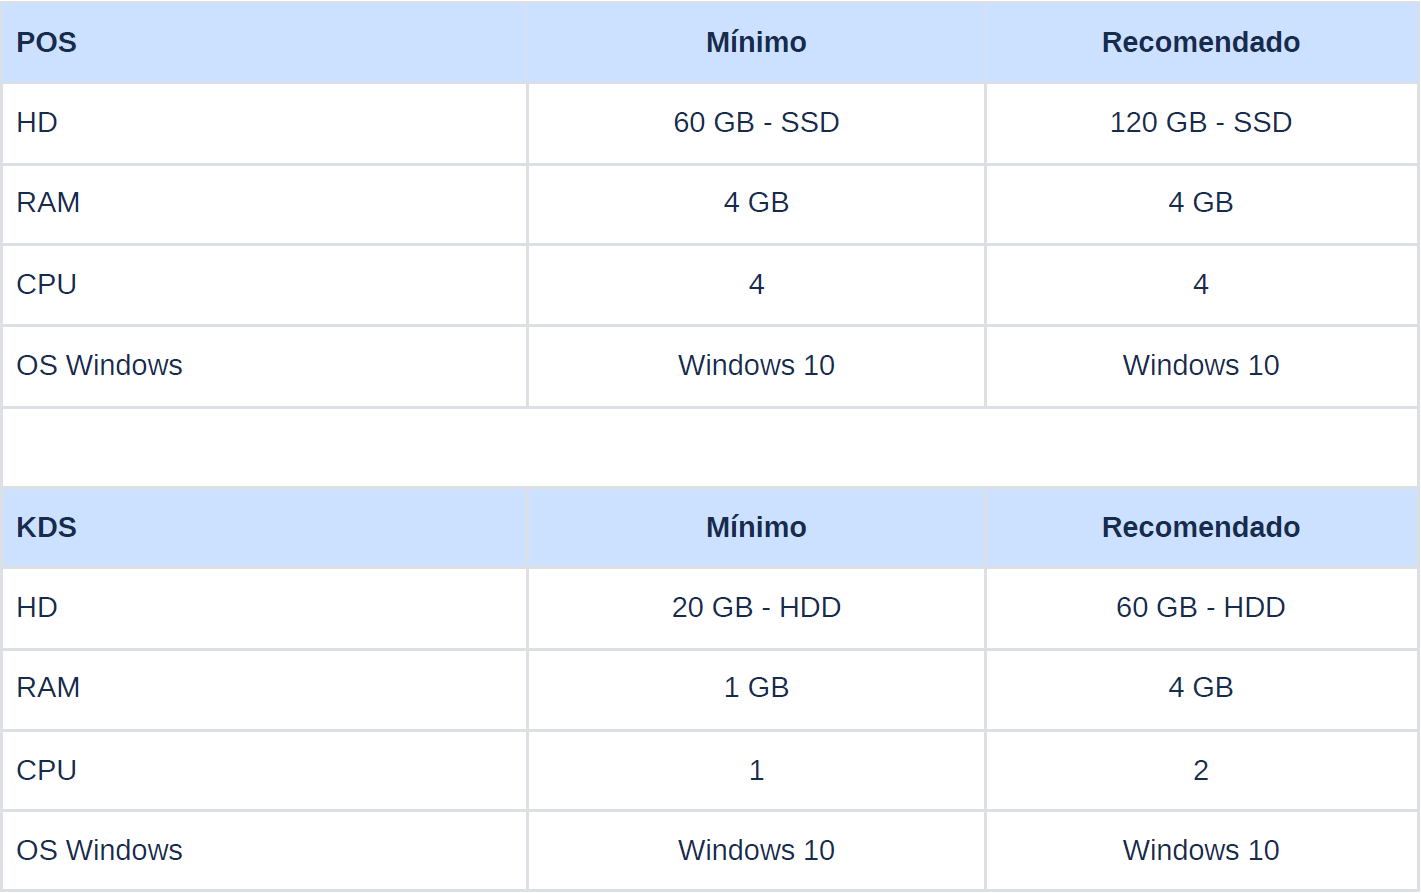 POS Mínimo Recomendado
HD 60 GB - SSD 120 GB - SSD
RAM 4 GB 4 GB
CPU 4 4
OS Windows Windows 10 Windows 10
KDS Mínimo Recomendado
HD 20 GB - HDD 60 GB - HDD
RAM 1 GB 4 GB
CPU 1 2
OS Windows Windows 10 Windows 10